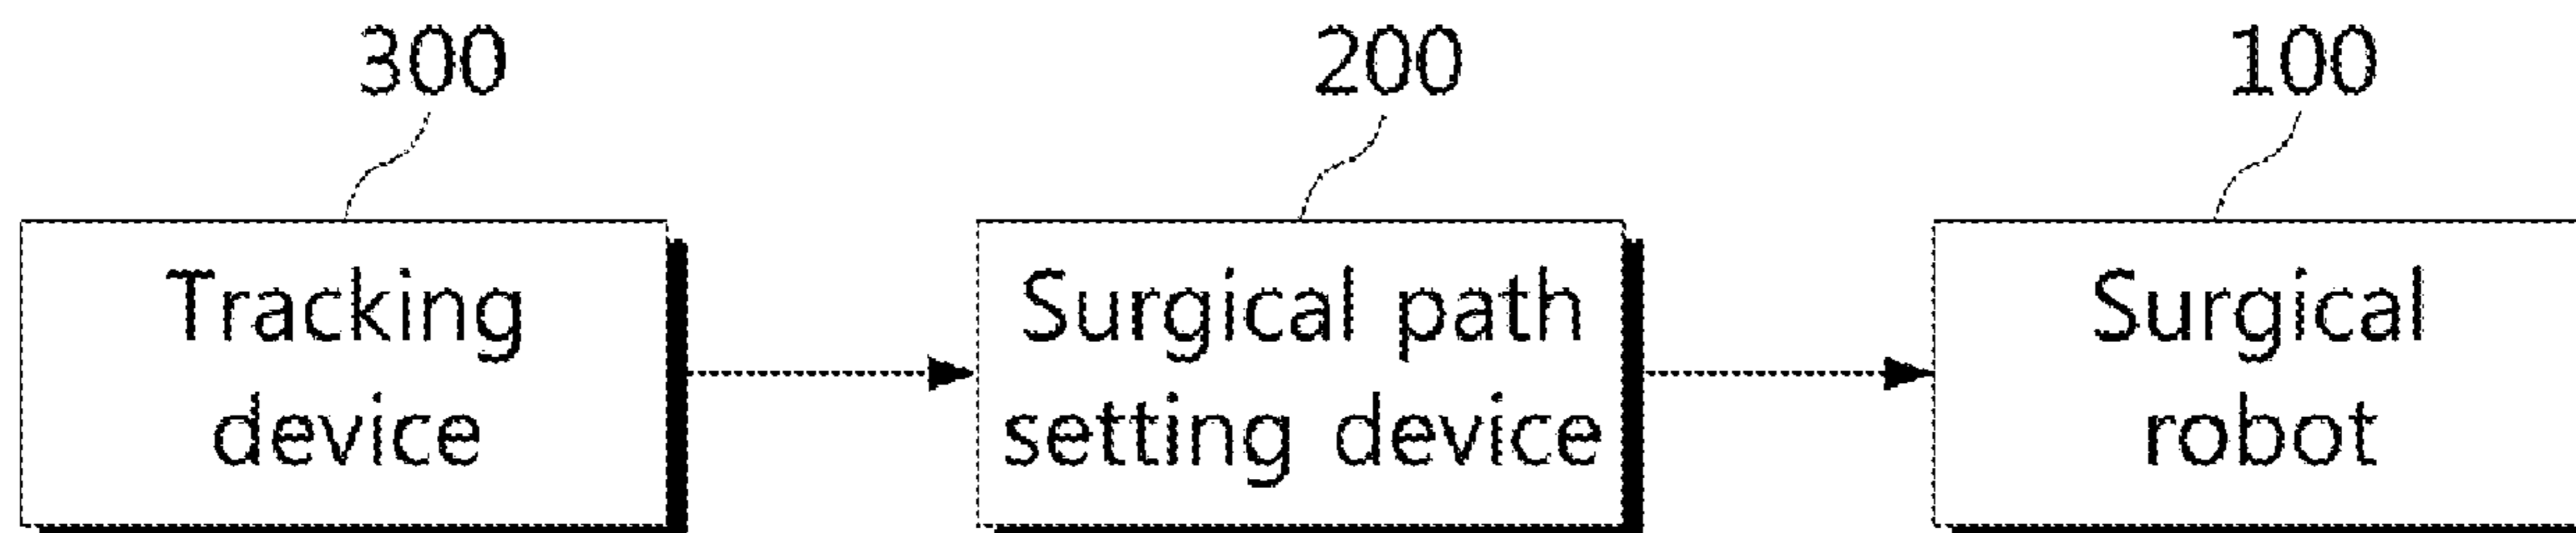 300
200
100
Tracking
device
Surgical path
setting device
Surgical
robot